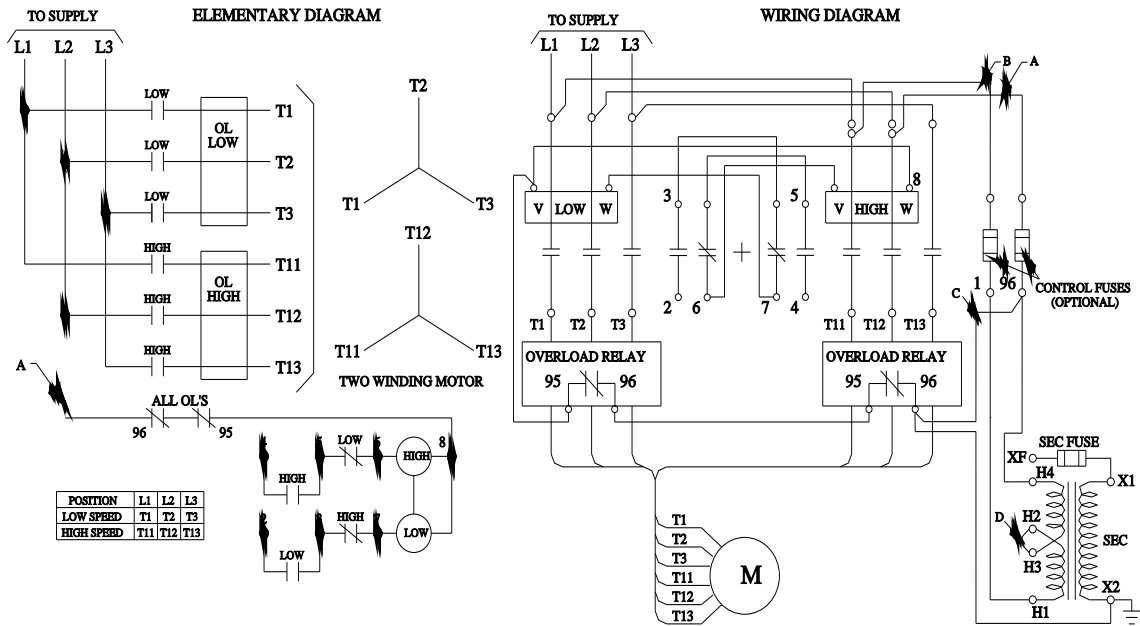 ELEMENTARY DIAGRAM
TO SUPPLY
L1 L2 L3
LOW
T1
OL
LOW
LOW
T2
LOW
T3
HIGH
T11
OL
HIGH
HIGH
T12
HIGH
T13
T2
T1 T3
T12
T11 T13
TWO WINDING MOTOR
A
ALL OL'S
96 95
LOW
HIGH
8
HIGH
HIGH
LOW
LOW
POSITION L1 L2 L3
LOW SPEED T1 T2 T3
HIGH SPEED T11 T12 T13
WIRING DIAGRAM
TO SUPPLY
L1 L2 L3
B A
3 5 8
V LOW W
V HIGH W
2 6 7 4
1 96
CONTROL FUSES
(OPTIONAL)
C
T1 T2 T3
T11 T12 T13
OVERLOAD RELAY
95 96
OVERLOAD RELAY
95 96
SEC FUSE
XF
H4 X1
D H2
H3
SEC
X2
H1
T1
T2
T3
T11
T12
T13
M